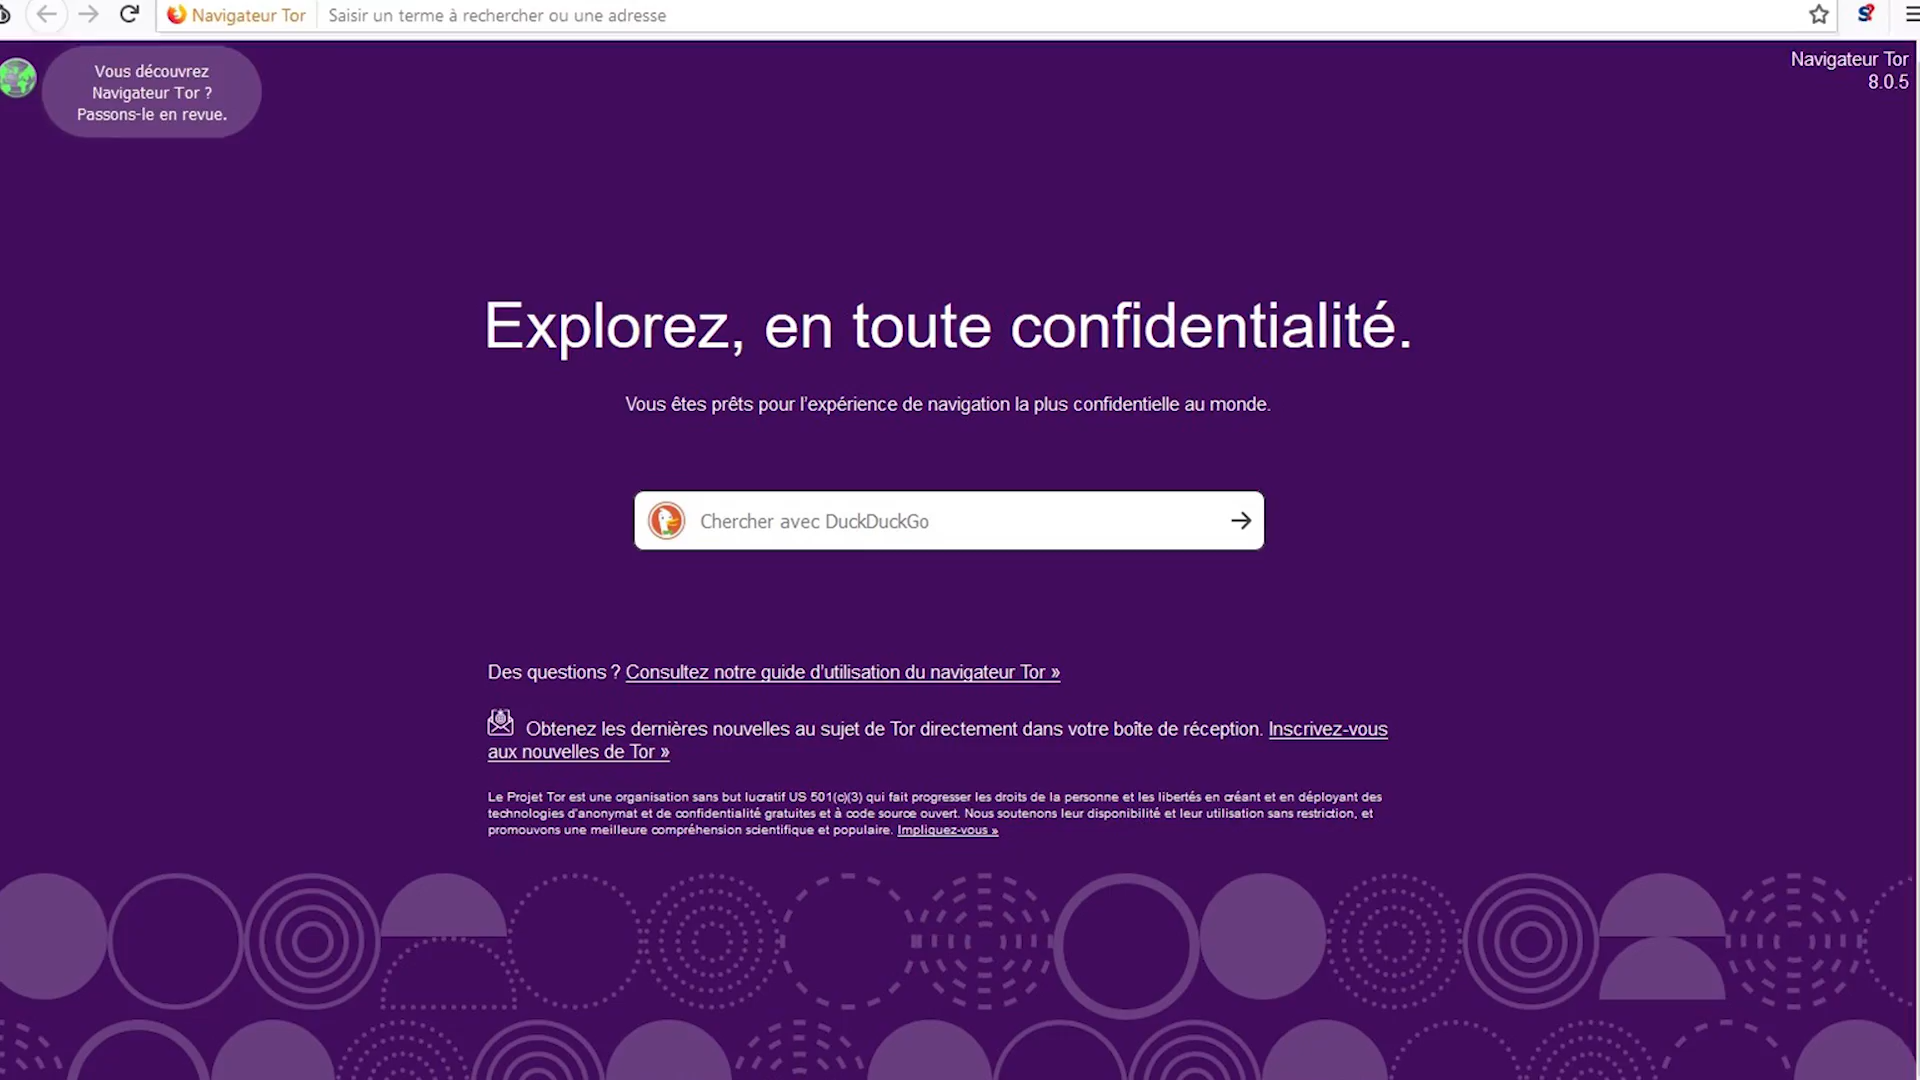 Navigateur Tor
Saisir un terme à rechercher ou une adresse
Vous découvrez
Navigateur Tor ?
Passons-le en revue.
Navigateur Tor
8.0.5
Explorez, en toute confidentialité.
Vous êtes prêts pour l’expérience de navigation la plus confidentielle au monde.
Chercher avec DuckDuckGo
Des questions ? Consultez notre guide d’utilisation du navigateur Tor »
Obtenez les dernières nouvelles au sujet de Tor directement dans votre boîte de réception. Inscrivez-vous
aux nouvelles de Tor »
Le Projet Tor est une organisation sans but lucratif US 501(c)(3) qui fait progresser les droits de la personne et les libertés en créant et en déployant des
technologies d’anonymat et de confidentialité gratuites et à code source ouvert. Nous soutenons leur disponibilité et leur utilisation sans restriction, et
promouvons une meilleure compréhension scientifique et populaire. Impliquez-vous »